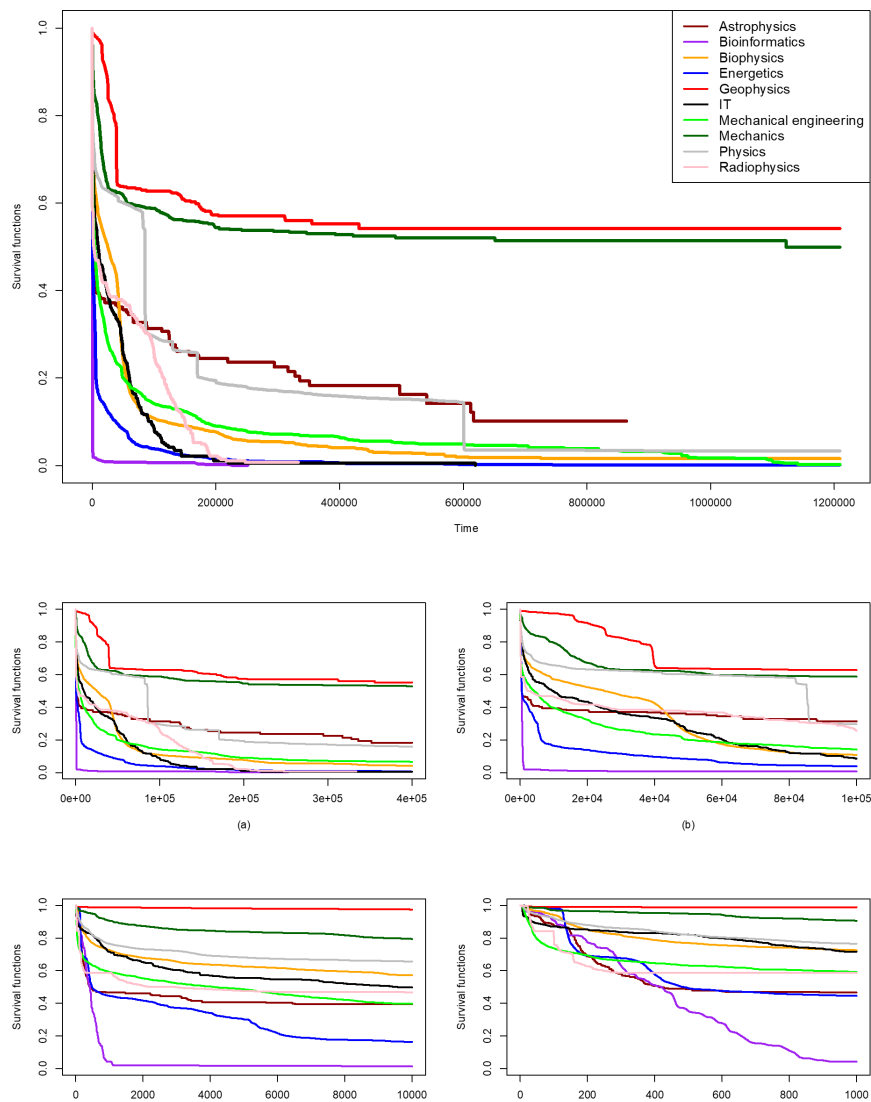 Astrophysics
Bioinformatics
Biophysics
Energetics
Geophysics
IT
Mechanical engineering
Mechanics
Physics
Radiophysics
Survival functions
1.0
0.8
0.6
0.4
0.2
0.0
0 200000 400000 600000 800000 1000000 1200000
Time
Survival functions
1.0
0.8
0.6
0.4
0.2
0.0
0e+00 1e+05 2e+05 3e+05 4e+05
(a)
Survival functions
1.0
0.8
0.6
0.4
0.2
0.0
0e+00 2e+04 4e+04 6e+04 8e+04 1e+05
(b)
Survival functions
1.0
0.8
0.6
0.4
0.2
0.0
0 2000 4000 6000 8000 10000
Survival functions
1.0
0.8
0.6
0.4
0.2
0.0
0 200 400 600 800 1000